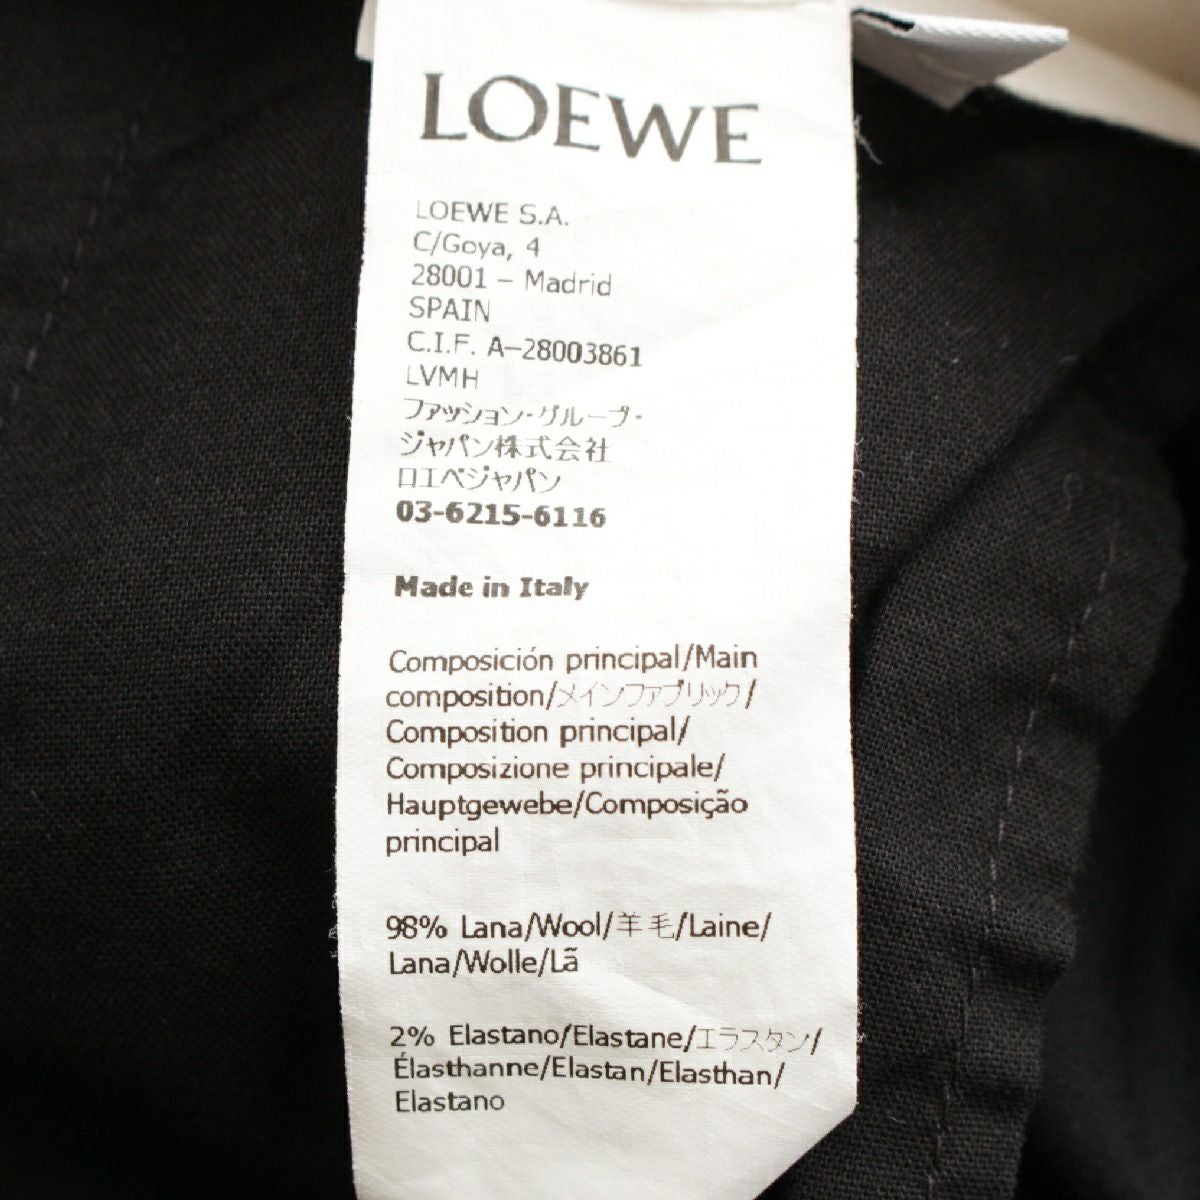 LOEWE
LOEWE S.A.
C/Goya, 4
28001 – Madrid
SPAIN
C.I.F. A–28003861
LVMH
ファッション・グループ・
ジャパン株式会社
ロエベジャパン
03-6215-6116
Made in Italy
Composición principal/Main
composition/メインファブリック/
Composition principal/
Composizione principale/
Hauptgewebe/Composição
principal
98% Lana/Wool/羊毛/Laine/
Lana/Wolle/Lã
2% Elastano/Elastane/エラスタン/
Élasthanne/Elastan/Elasthan/
Elastano